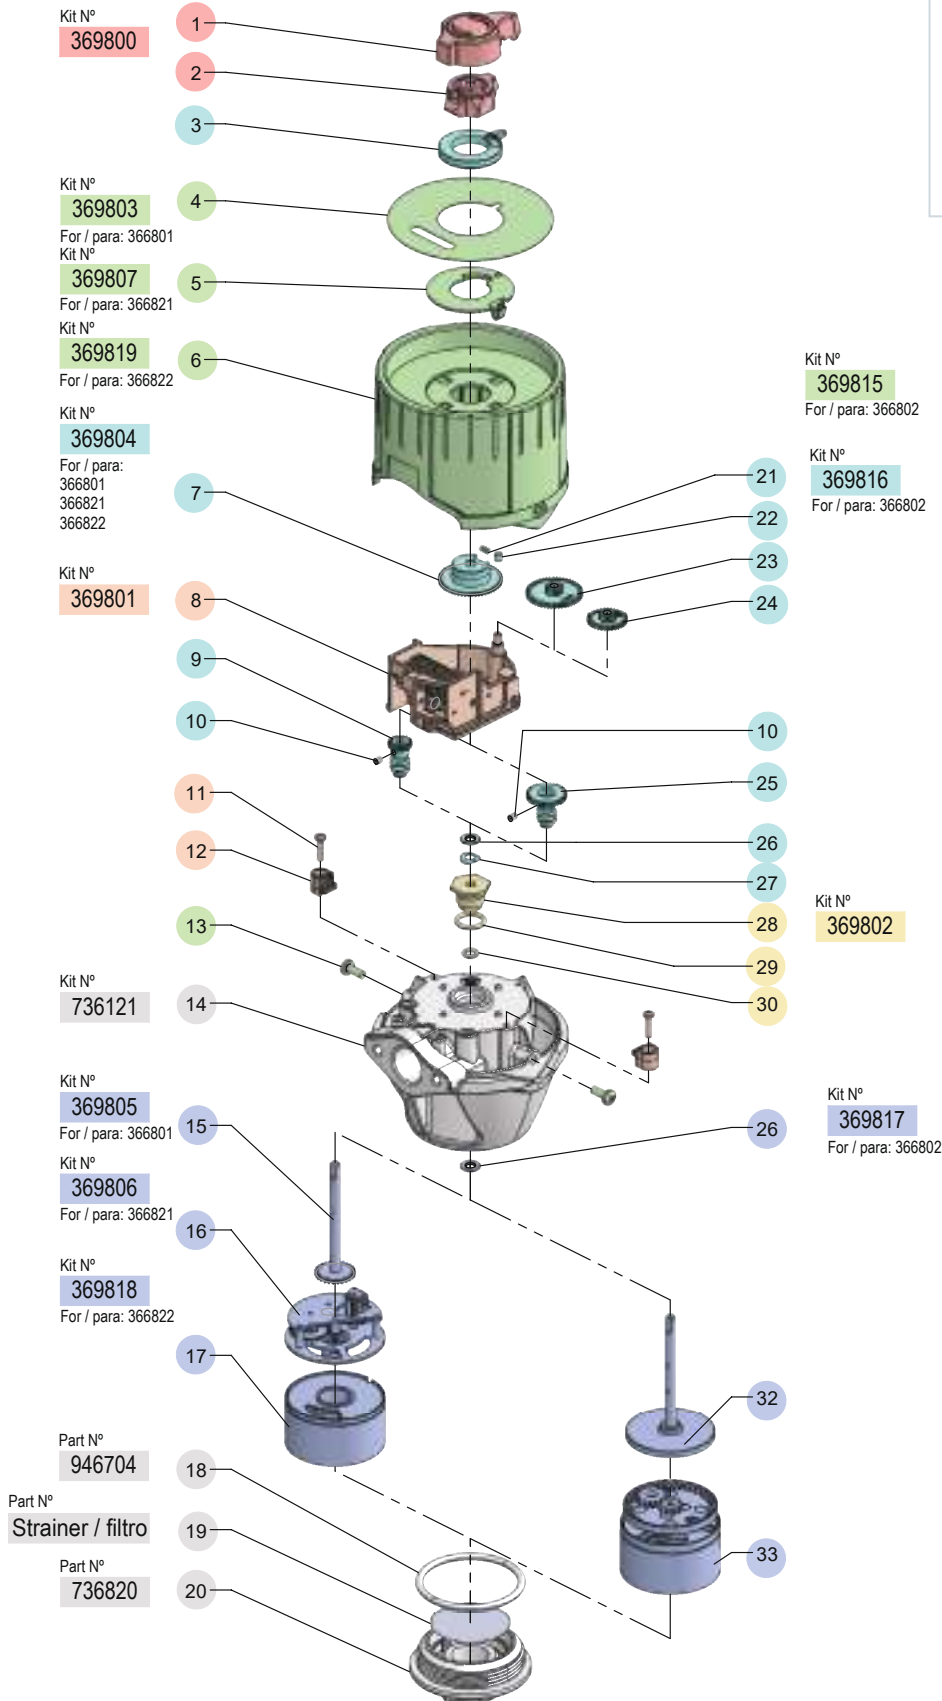 Kit Nº
369800
1
2
3
Kit Nº
369803
For / para: 366801
4
Kit Nº
369807
For / para: 366821
5
Kit Nº
369819
For / para: 366822
6
Kit Nº
369815
For / para: 366802
Kit Nº
369804
For / para:
366801
366821
366822
7
Kit Nº
369816
For / para: 366802
21
22
23
24
Kit Nº
369801
8
9
10
10
25
11
12
26
27
Kit Nº
369802
28
13
29
30
Kit Nº
736121
14
Kit Nº
369805
For / para: 366801
15
Kit Nº
369817
For / para: 366802
26
Kit Nº
369806
For / para: 366821
16
Kit Nº
369818
For / para: 366822
17
32
Part Nº
946704
18
Part Nº
Strainer / filtro
19
33
Part Nº
736820
20